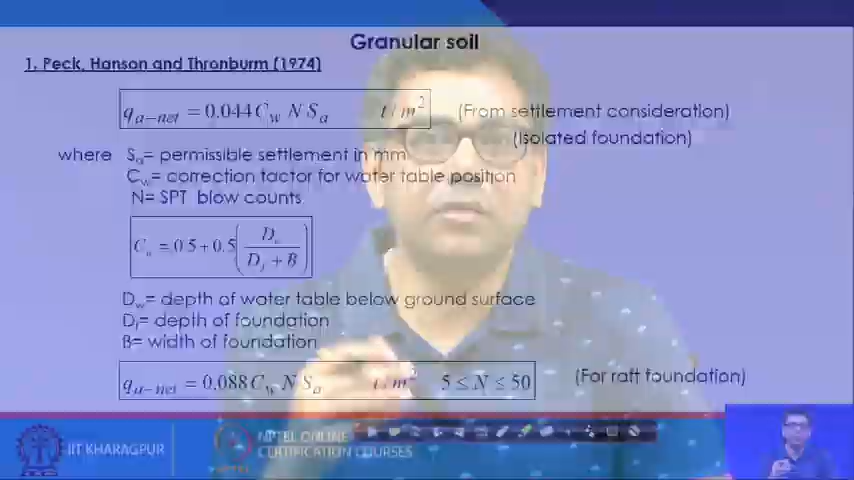 Granular soil
1. Peck, Hanson and Thronburm (1974)
q_{a-net} = 0.044 C_w N S_a t/m^2 (From settlement consideration)
(Isolated foundation)
where S_a= permissible settlement in mm
C_w= correction factor for water table position
N= SPT blow counts
C_w = 0.5+0.5(D_w / (D_f + B))
D_w= depth of water table below ground surface
D_f= depth of foundation
B= width of foundation
q_{a-net} = 0.088 C_w N S_a t/m^2 5 ≤ N ≤ 50 (For raft foundation)
IIT KHARAGPUR
NPTEL ONLINE
CERTIFICATION COURSES